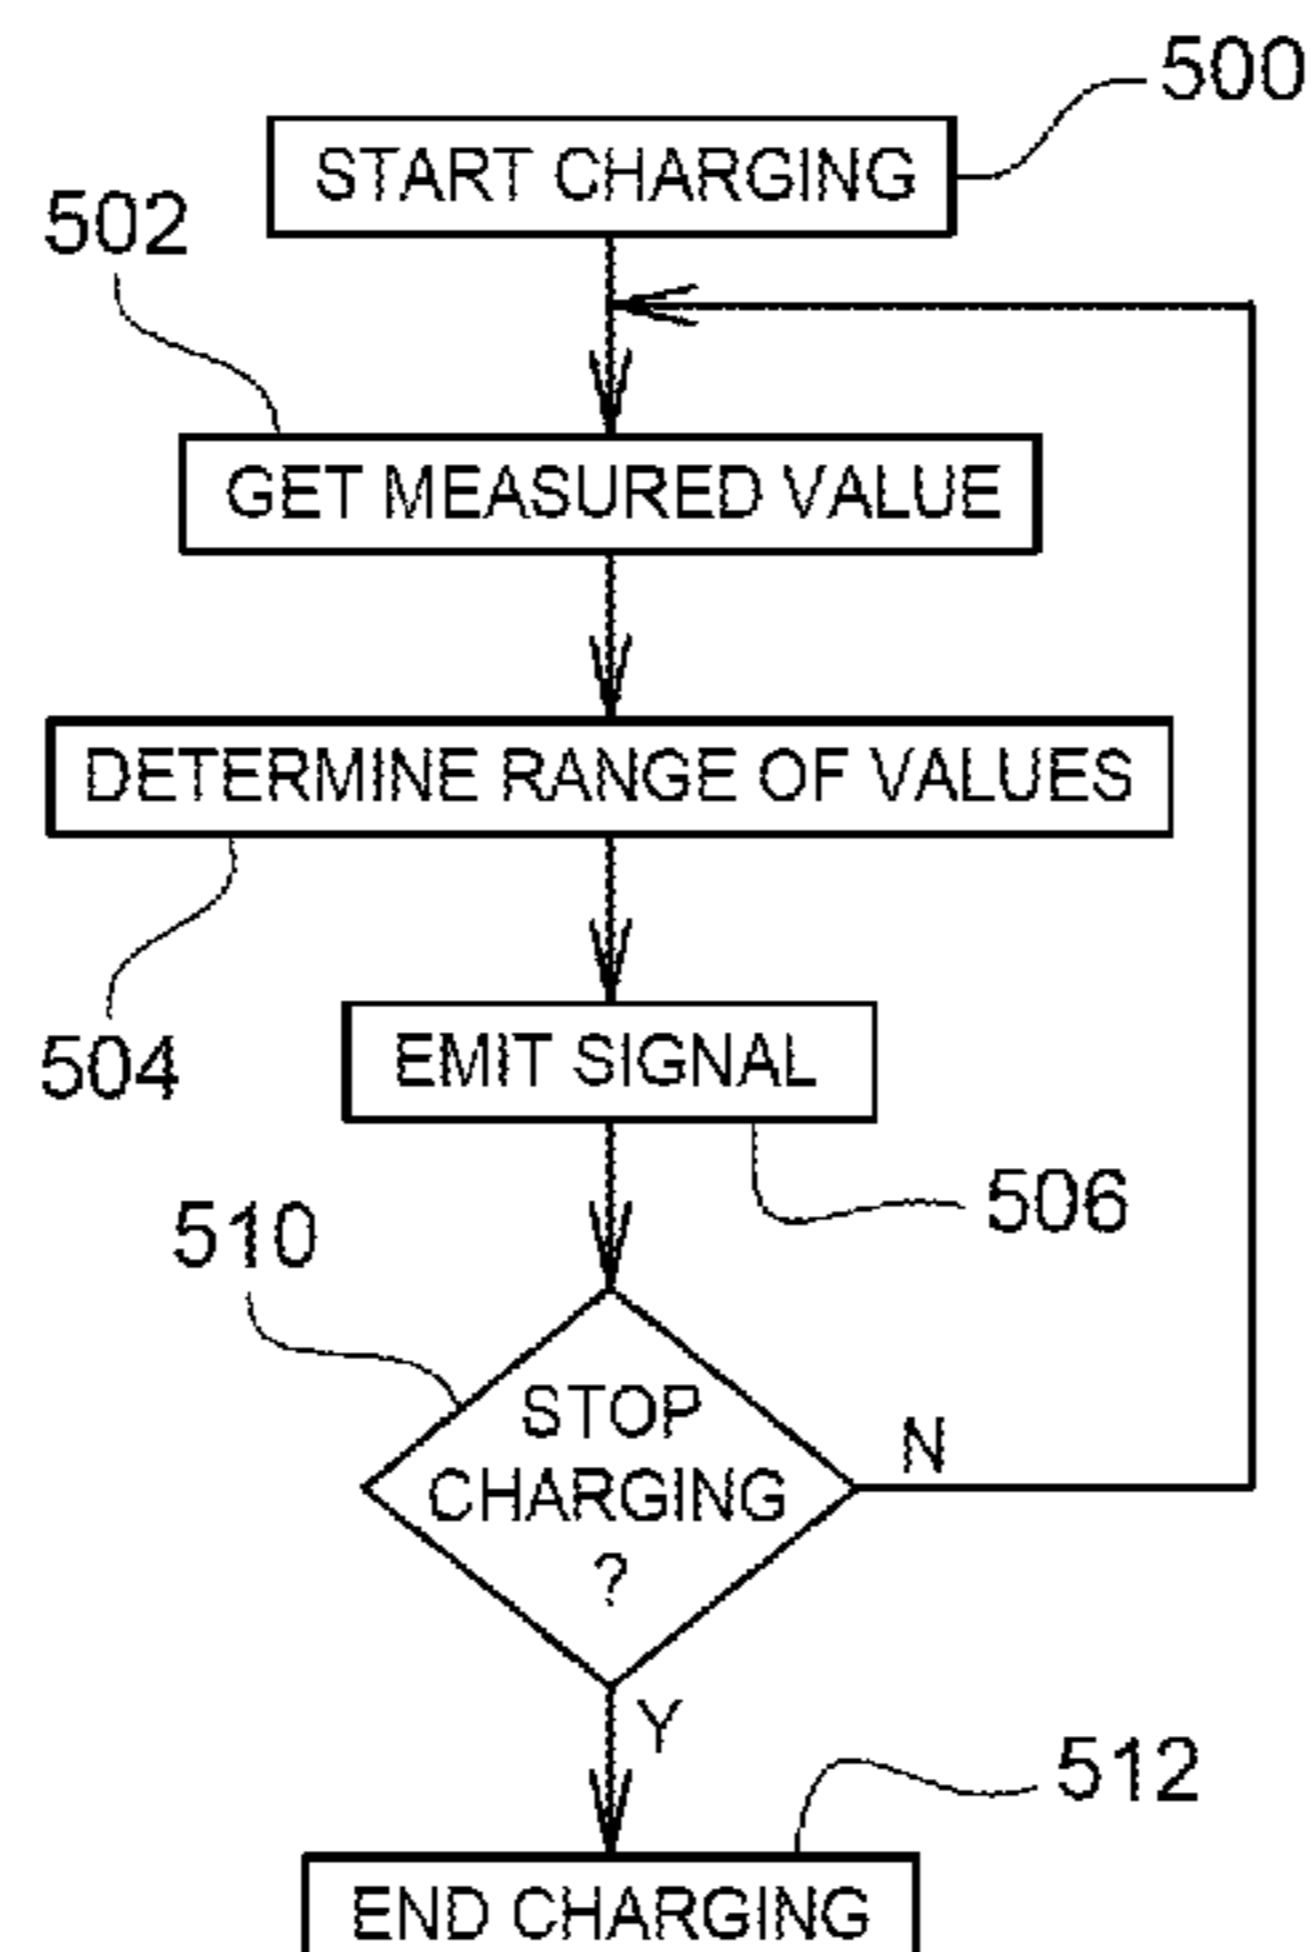 500
START CHARGING
502
GET MEASURED VALUE
DETERMINE RANGE OF VALUES
504
EMIT SIGNAL
506
510
STOP
CHARGING
?
N
Y
512
END CHARGING